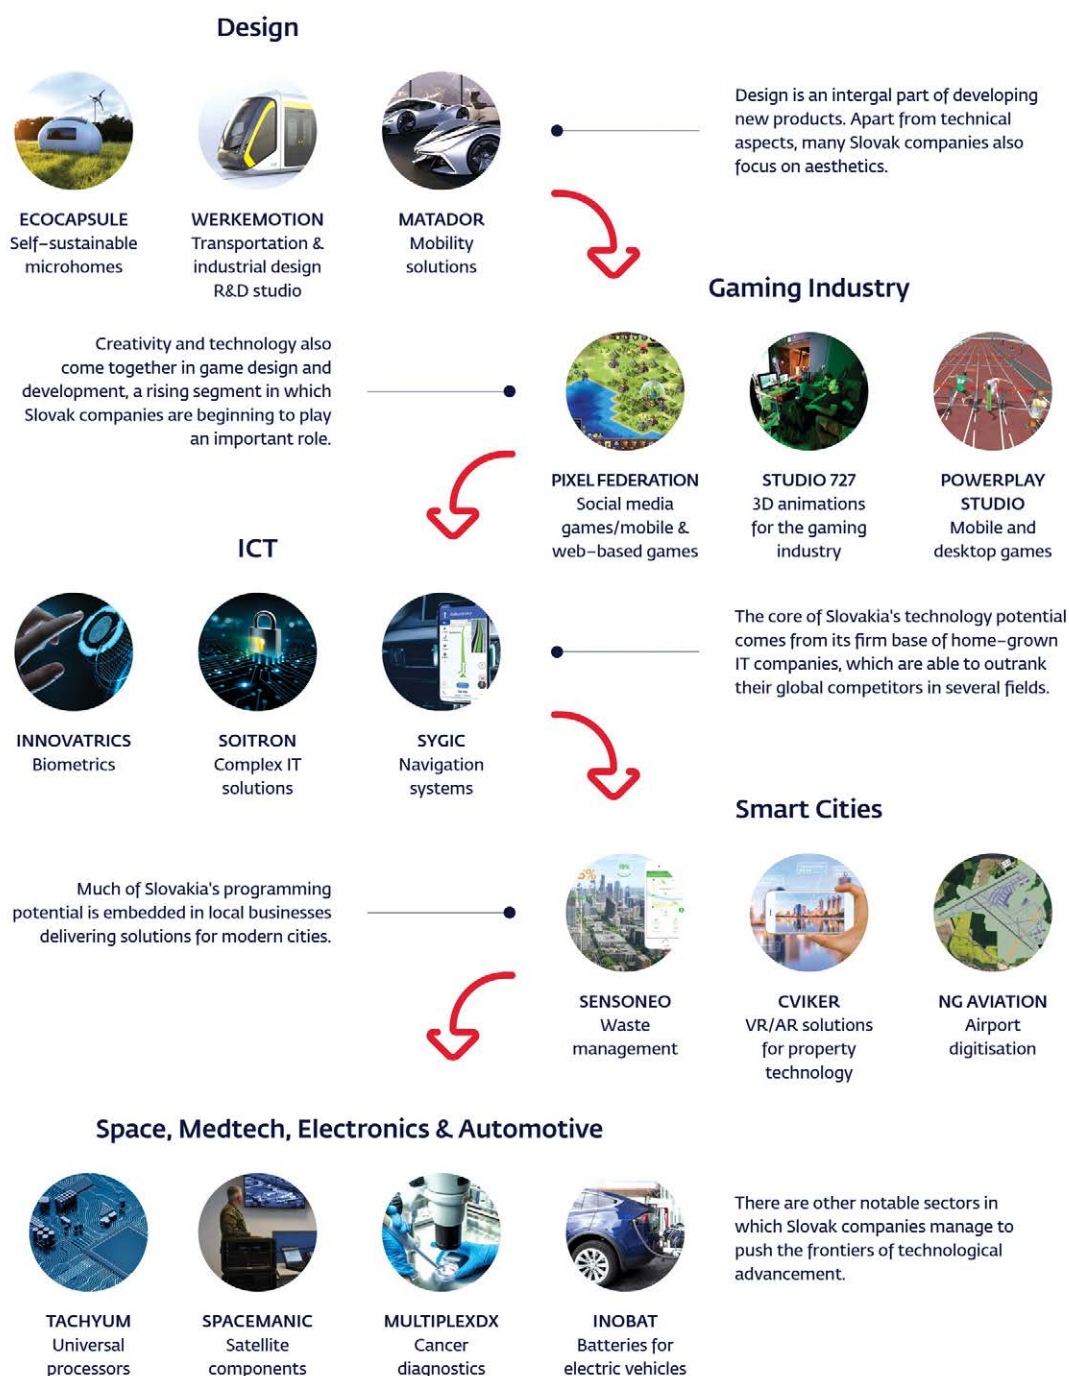 Design
ECOCAPSULE
Self-sustainable
microhomes
WERKEMOTION
Transportation &
industrial design
R&D studio
MATADOR
Mobility
solutions
Design is an intergal part of developing
new products. Apart from technical
aspects, many Slovak companies also
focus on aesthetics.
Gaming Industry
Creativity and technology also
come together in game design and
development, a rising segment in which
Slovak companies are beginning to play
an important role.
PIXEL FEDERATION
Social media
games/mobile &
web-based games
STUDIO 727
3D animations
for the gaming
industry
POWERPLAY
STUDIO
Mobile and
desktop games
ICT
INNOVATRICS
Biometrics
SOITRON
Complex IT
solutions
SYGIC
Navigation
systems
The core of Slovakia's technology potential
comes from its firm base of home-grown
IT companies, which are able to outrank
their global competitors in several fields.
Smart Cities
Much of Slovakia's programming
potential is embedded in local businesses
delivering solutions for modern cities.
SENSONEO
Waste
management
CVIKER
VR/AR solutions
for property
technology
NG AVIATION
Airport
digitisation
Space, Medtech, Electronics & Automotive
TACHYUM
Universal
processors
SPACEMANIC
Satellite
components
MULTIPLEXDX
Cancer
diagnostics
INOBAT
Batteries for
electric vehicles
There are other notable sectors in
which Slovak companies manage to
push the frontiers of technological
advancement.